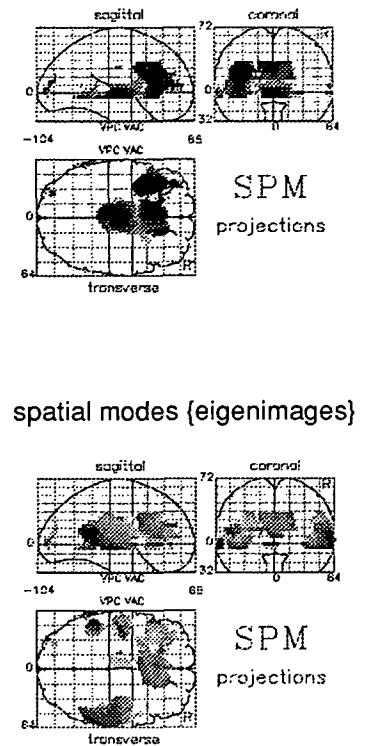 sagittal coronal
72
R
0 0
VPC VAC 32
-104 68 0 64
VPC VAC
0
SPM
projections
64 R
transverse
spatial modes {eigenimages}
sagittal coronal
72
R
0 0
VPC VAC 32
-104 68 0 64
VPC VAC
0
SPM
projections
64 R
transverse